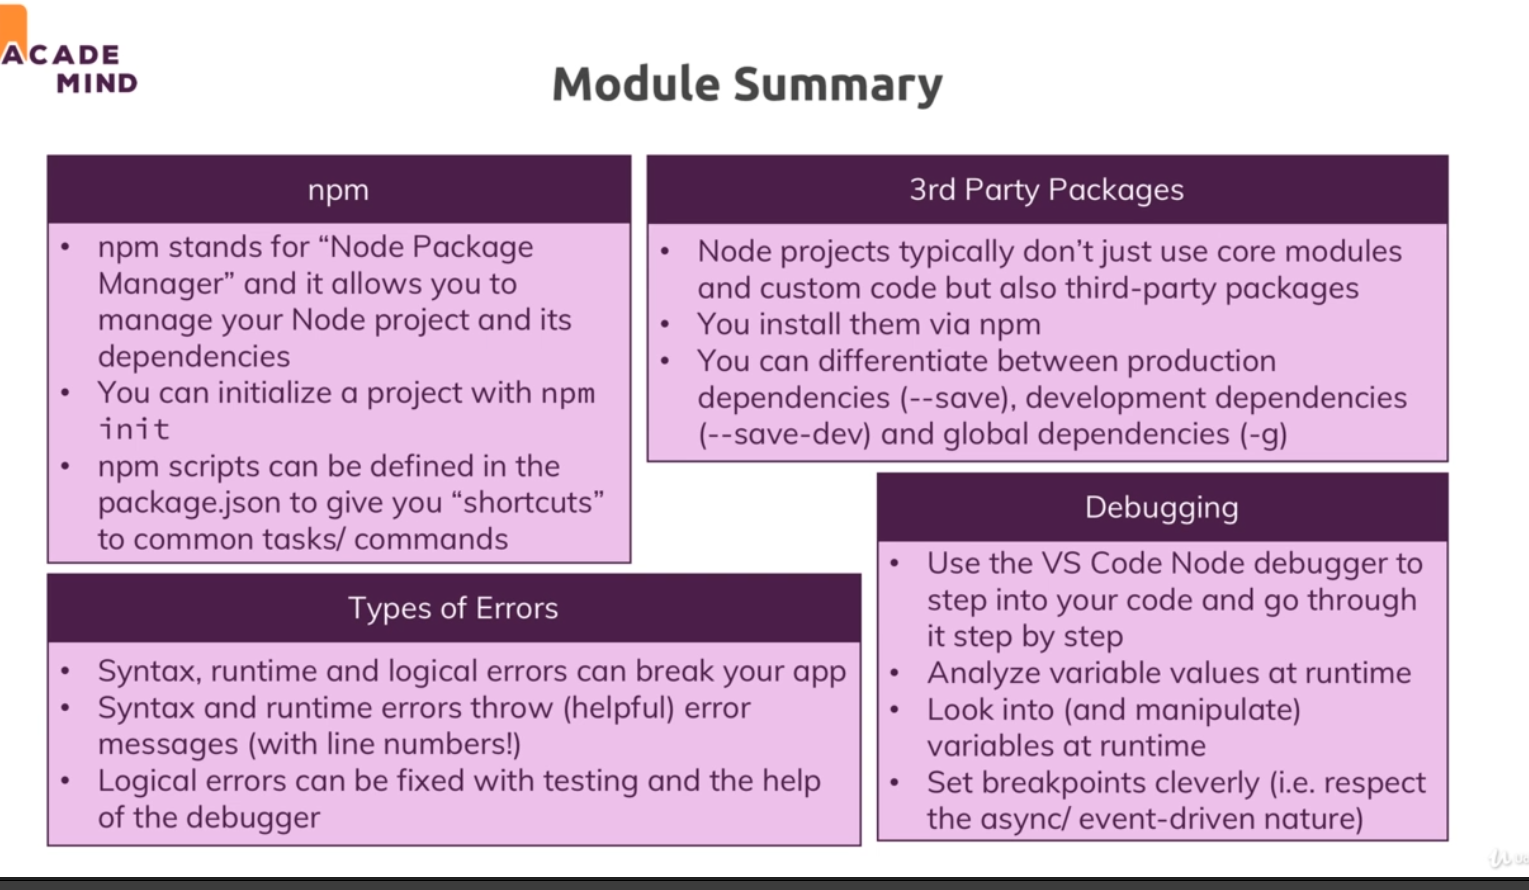 ACADE
MIND
Module Summary
npm
• npm stands for “Node Package
Manager” and it allows you to
manage your Node project and its
dependencies
• You can initialize a project with npm
init
• npm scripts can be defined in the
package.json to give you “shortcuts”
to common tasks/ commands
3rd Party Packages
• Node projects typically don’t just use core modules
and custom code but also third-party packages
• You install them via npm
• You can differentiate between production
dependencies (--save), development dependencies
(--save-dev) and global dependencies (-g)
Types of Errors
• Syntax, runtime and logical errors can break your app
• Syntax and runtime errors throw (helpful) error
messages (with line numbers!)
• Logical errors can be fixed with testing and the help
of the debugger
Debugging
• Use the VS Code Node debugger to
step into your code and go through
it step by step
• Analyze variable values at runtime
• Look into (and manipulate)
variables at runtime
• Set breakpoints cleverly (i.e. respect
the async/ event-driven nature)